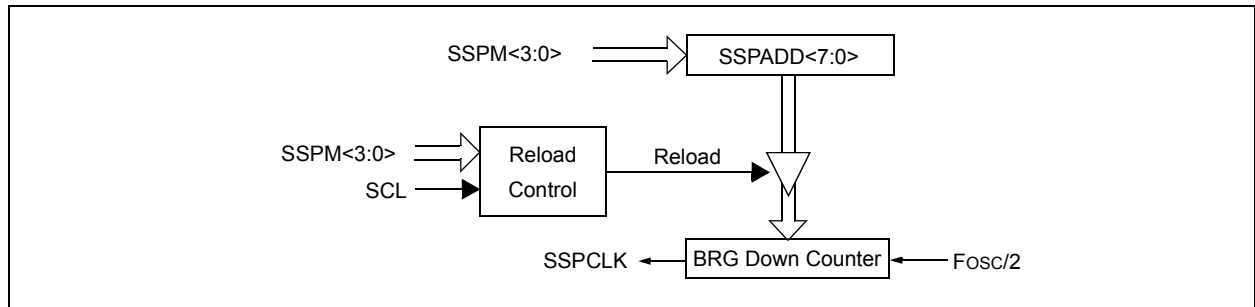 SSPM<3:0>
SSPADD<7:0>
SSPM<3:0>
SCL
Reload
Control
Reload
SSPCLK
BRG Down Counter
FOSC/2